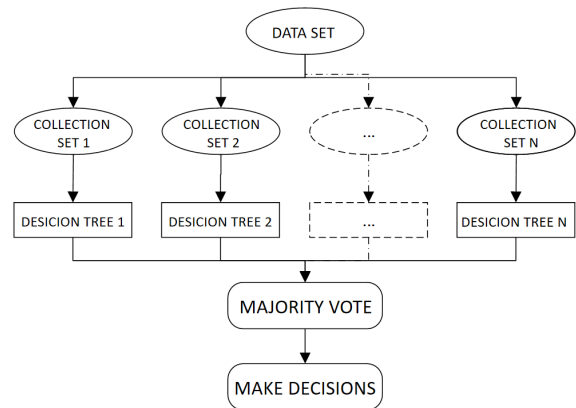 DATA SET
COLLECTION
SET 1
COLLECTION
SET 2
...
COLLECTION
SET N
DESICION TREE 1
DESICION TREE 2
...
DESICION TREE N
MAJORITY VOTE
MAKE DECISIONS